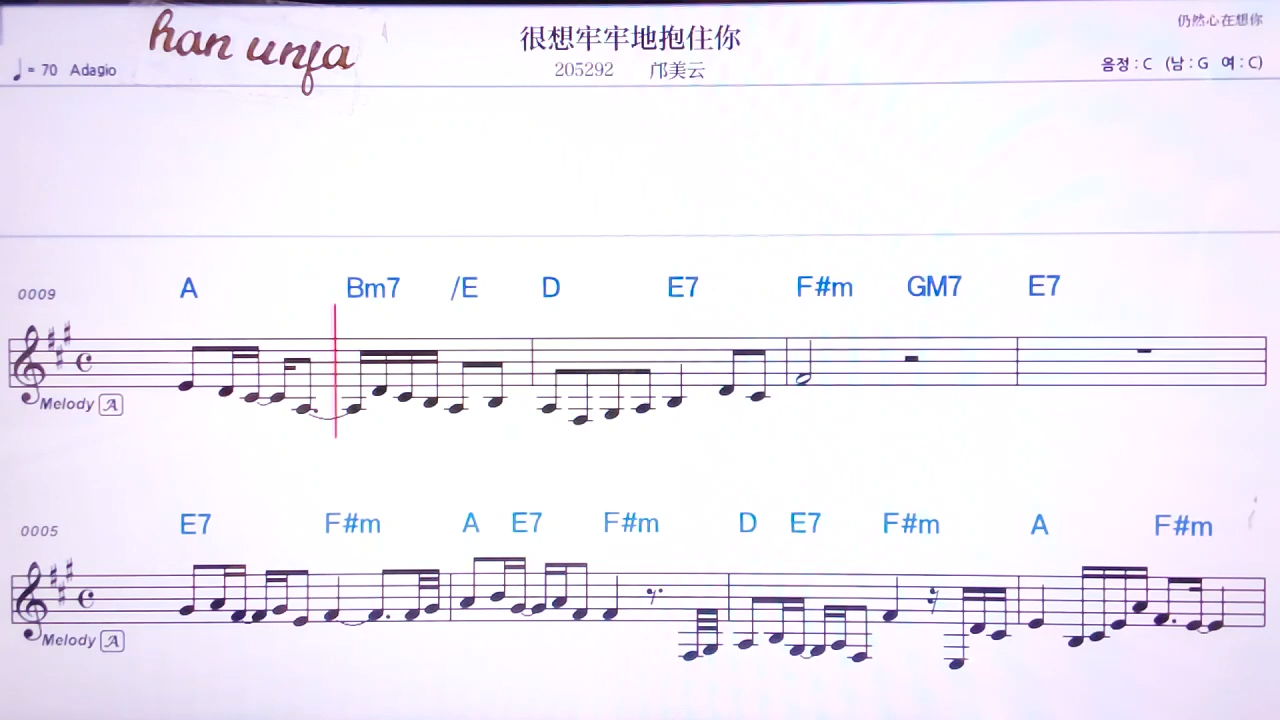 han unfa
很想牢牢地抱住你
仍然心在想你
♩= 70 Adagio
205292 邝美云
음정 : C (남 : G 여 : C)
0009 A Bm7 /E D E7 F#m GM7 E7
Melody A
0005 E7 F#m A E7 F#m D E7 F#m A F#m
Melody A